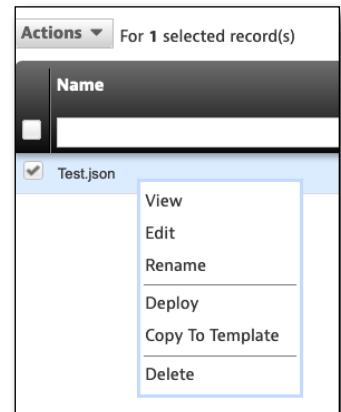 Actions For 1 selected record(s)
Name
Test.json
View
Edit
Rename
Deploy
Copy To Template
Delete